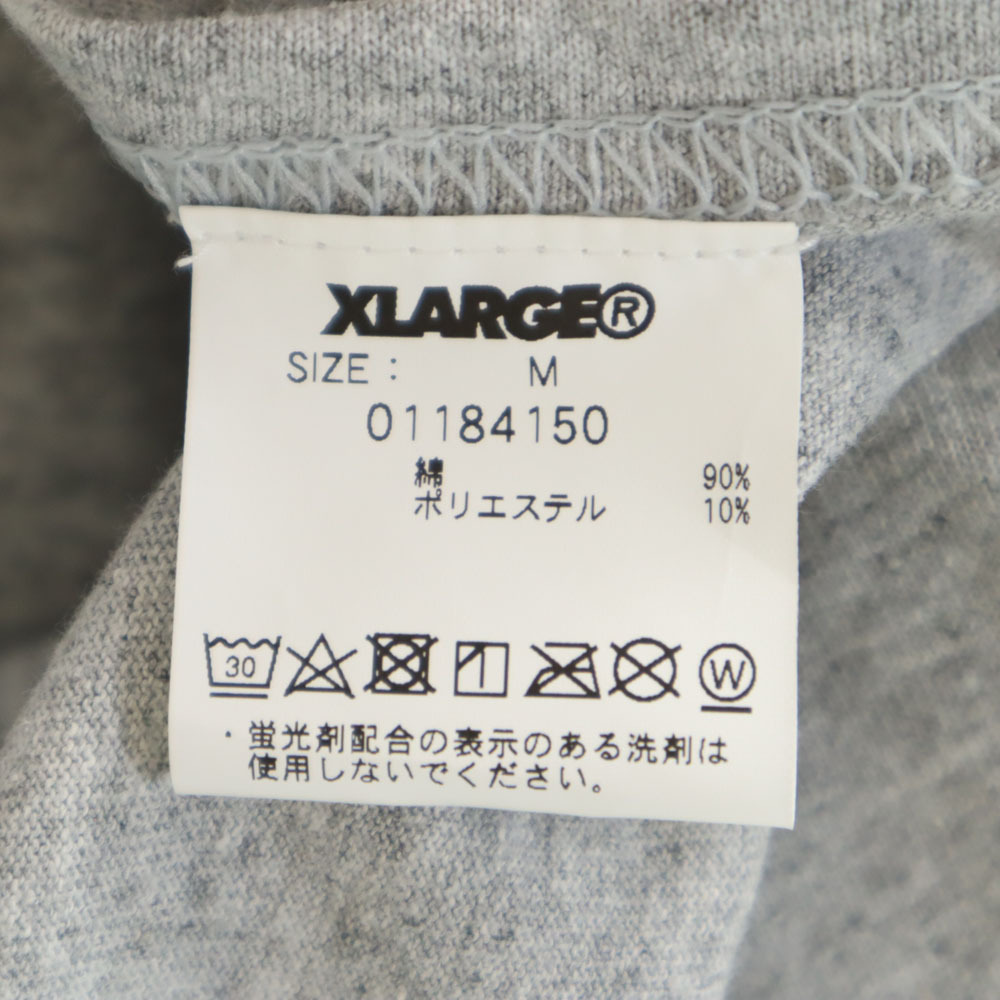 XLARGE®
SIZE : M
01184150
綿 90%
ポリエステル 10%
30 W
・蛍光剤配合の表示のある洗剤は
使用しないでください。